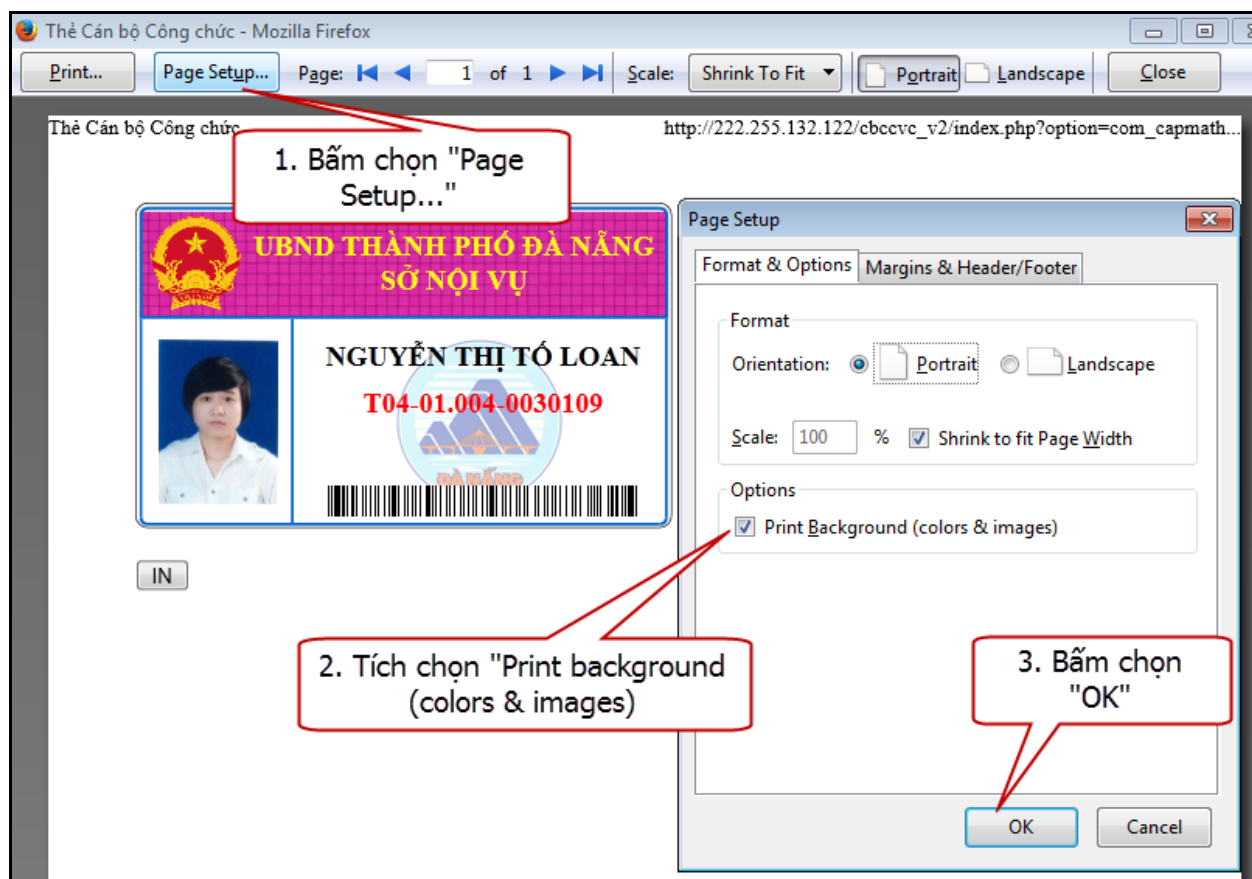 Thẻ Cán bộ Công chức - Mozilla Firefox
Print... Page Setup... Page: 1 of 1 Scale: Shrink To Fit Portrait Landscape Close
Thẻ Cán bộ Công chức http://222.255.132.122/cbccvc_v2/index.php?option=com_capmath...
1. Bấm chọn "Page
Setup..."
UBND THÀNH PHỐ ĐÀ NẴNG
SỞ NỘI VỤ
NGUYỄN THỊ TỐ LOAN
T04-01.004-0030109
ĐÀ NẴNG
IN
Page Setup
Format & Options Margins & Header/Footer
Format
Orientation: Portrait Landscape
Scale: 100 % Shrink to fit Page Width
Options
Print Background (colors & images)
2. Tích chọn "Print background
(colors & images)
3. Bấm chọn
"OK"
OK Cancel